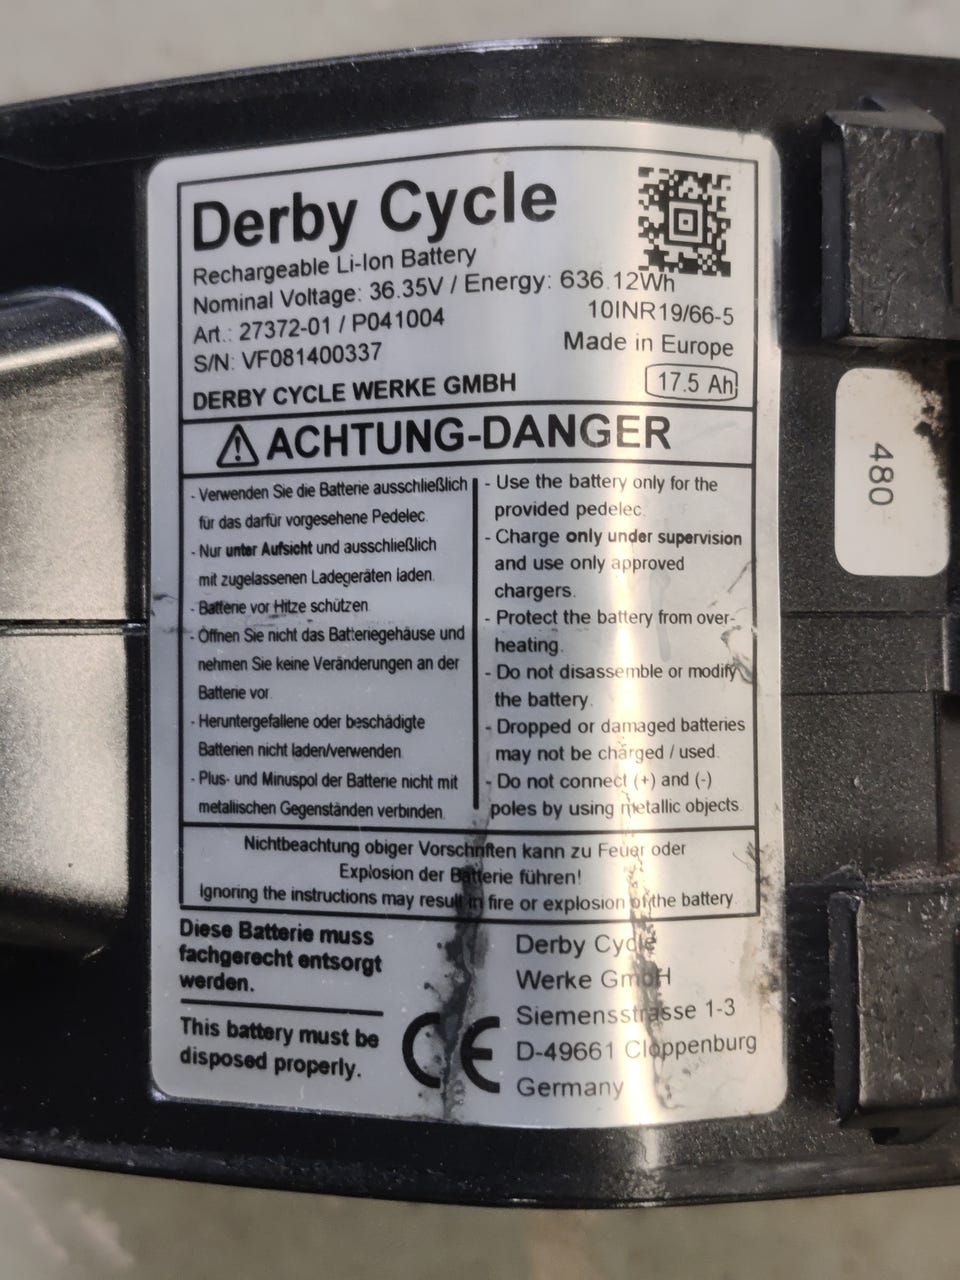 Derby Cycle
Rechargeable Li-Ion Battery
Nominal Voltage: 36.35V / Energy: 636.12Wh
Art.: 27372-01 / P041004
10INR19/66-5
S/N: VF081400337
Made in Europe
DERBY CYCLE WERKE GMBH
17.5 Ah
ACHTUNG-DANGER
- Verwenden Sie die Batterie ausschließlich
für das darfür vorgesehene Pedelec.
- Nur unter Aufsicht und ausschließlich
mit zugelassenen Ladegeräten laden.
- Batterie vor Hitze schützen.
- Öffnen Sie nicht das Batteriegehäuse und
nehmen Sie keine Veränderungen an der
Batterie vor.
- Heruntergefallene oder beschädigte
Batterien nicht laden/verwenden.
- Plus- und Minuspol der Batterie nicht mit
metallischen Gegenständen verbinden.
- Use the battery only for the
provided pedelec.
- Charge only under supervision
and use only approved
chargers.
- Protect the battery from over-
heating.
- Do not disassemble or modify
the battery.
- Dropped or damaged batteries
may not be charged / used.
- Do not connect (+) and (-)
poles by using metallic objects.
Nichtbeachtung obiger Vorschriften kann zu Feuer oder
Explosion der Batterie führen!
Ignoring the instructions may result in fire or explosion of the battery.
Diese Batterie muss
fachgerecht entsorgt
werden.
This battery must be
disposed properly.
CE
Derby Cycle
Werke GmbH
Siemensstrasse 1-3
D-49661 Cloppenburg
Germany
480